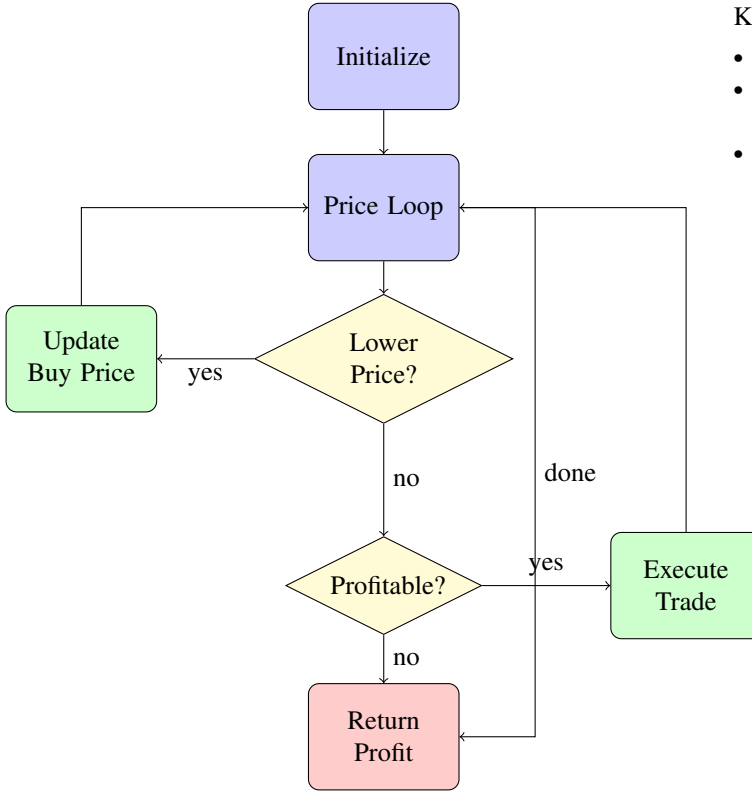 Initialize
K
•
•
•
Price Loop
Update
Buy Price
yes
Lower
Price?
no
done
Profitable?
yes
Execute
Trade
no
Return
Profit